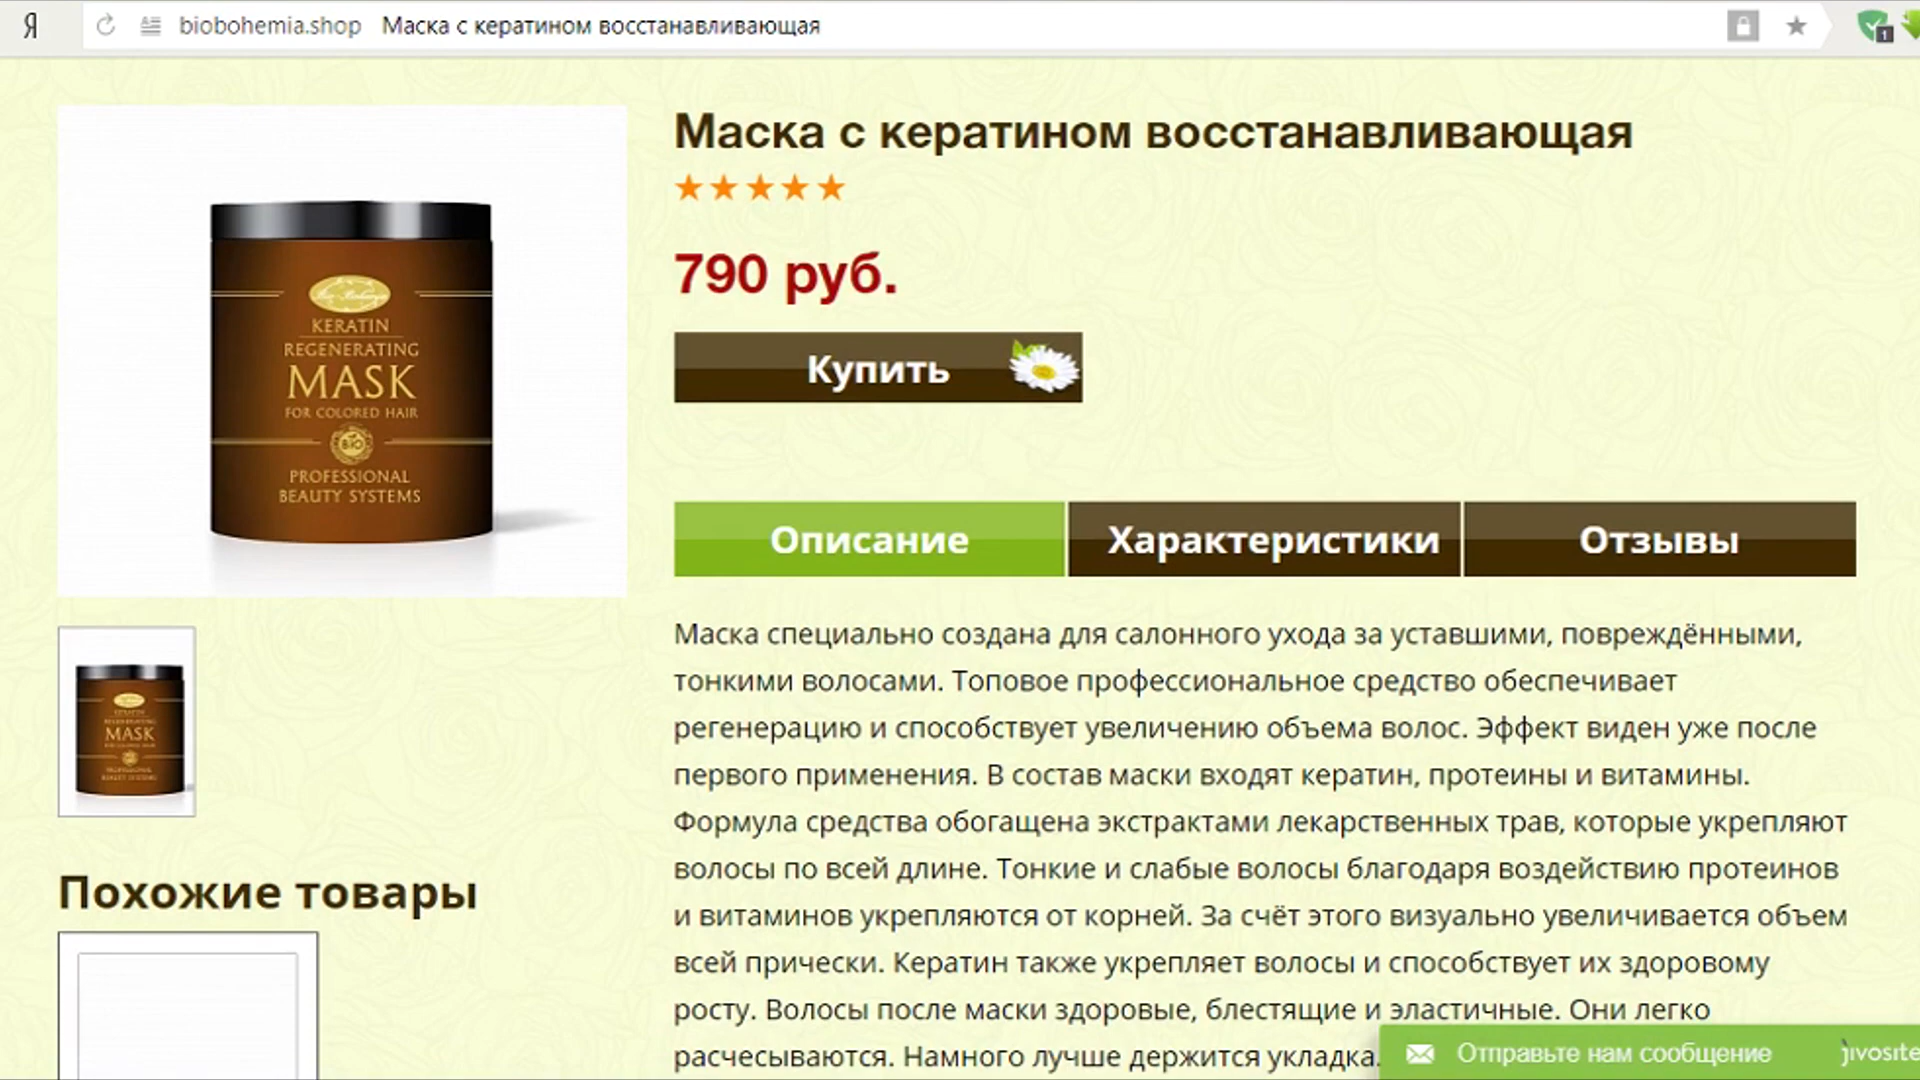 Я biobohemia.shop Маска с кератином восстанавливающая
1
Маска с кератином восстанавливающая
790 руб.
Купить
KERATIN
REGENERATING
MASK
FOR COLORED HAIR
BIO
PROFESSIONAL
BEAUTY SYSTEMS
Описание Характеристики Отзывы
Маска специально создана для салонного ухода за уставшими, повреждёнными,
тонкими волосами. Топовое профессиональное средство обеспечивает
регенерацию и способствует увеличению объема волос. Эффект виден уже после
первого применения. В состав маски входят кератин, протеины и витамины.
Формула средства обогащена экстрактами лекарственных трав, которые укрепляют
волосы по всей длине. Тонкие и слабые волосы благодаря воздействию протеинов
и витаминов укрепляются от корней. За счёт этого визуально увеличивается объем
всей прически. Кератин также укрепляет волосы и способствует их здоровому
росту. Волосы после маски здоровые, блестящие и эластичные. Они легко
расчесываются. Намного лучше держится укладка.
MASK
Похожие товары
Отправьте нам сообщение jivosite